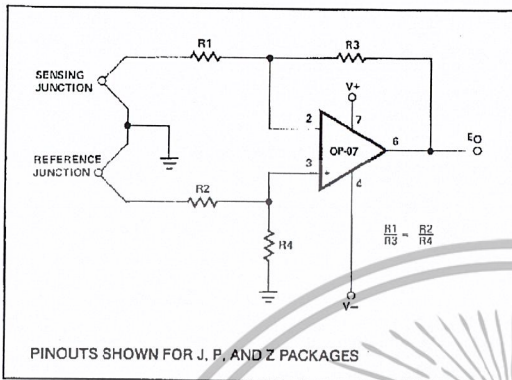 R1
R3
SENSING
JUNCTION
V+
7
2
OP-07
6
EO
REFERENCE
JUNCTION
3
+
4
R2
R1/R3 = R2/R4
R4
V−
PINOUTS SHOWN FOR J, P, AND Z PACKAGES